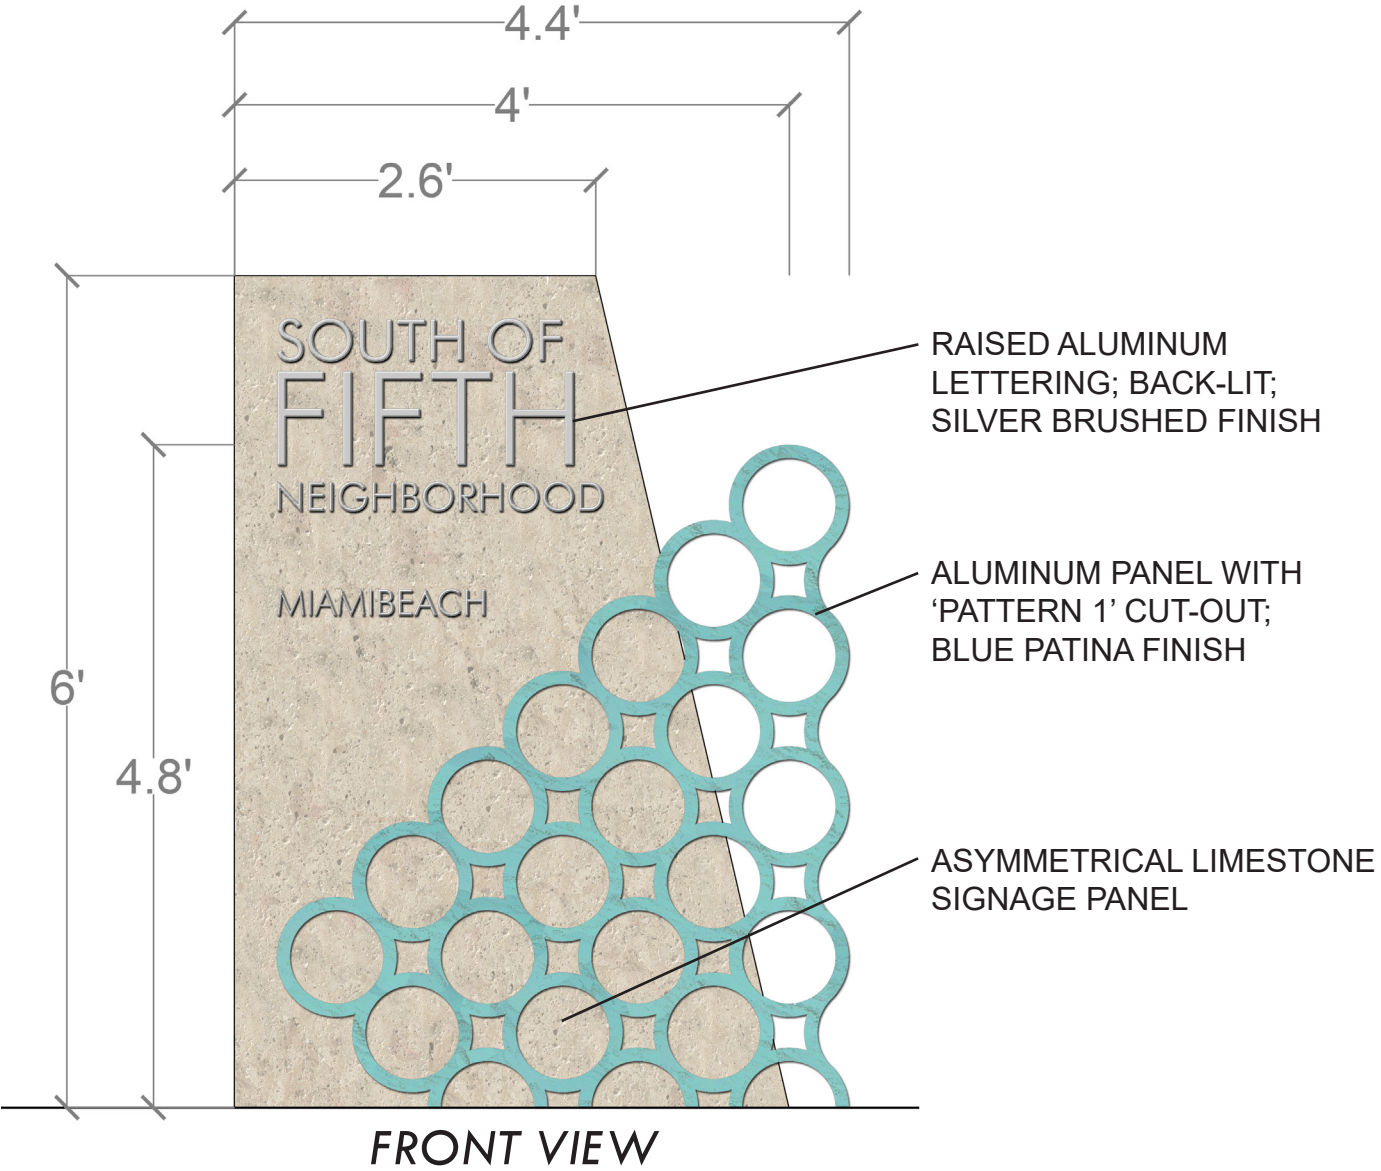 4.4'
4'
2.6'
SOUTH OF
FIFTH
NEIGHBORHOOD
MIAMIBEACH
6'
4.8'
RAISED ALUMINUM
LETTERING; BACK-LIT;
SILVER BRUSHED FINISH
ALUMINUM PANEL WITH
‘PATTERN 1’ CUT-OUT;
BLUE PATINA FINISH
ASYMMETRICAL LIMESTONE
SIGNAGE PANEL
FRONT VIEW